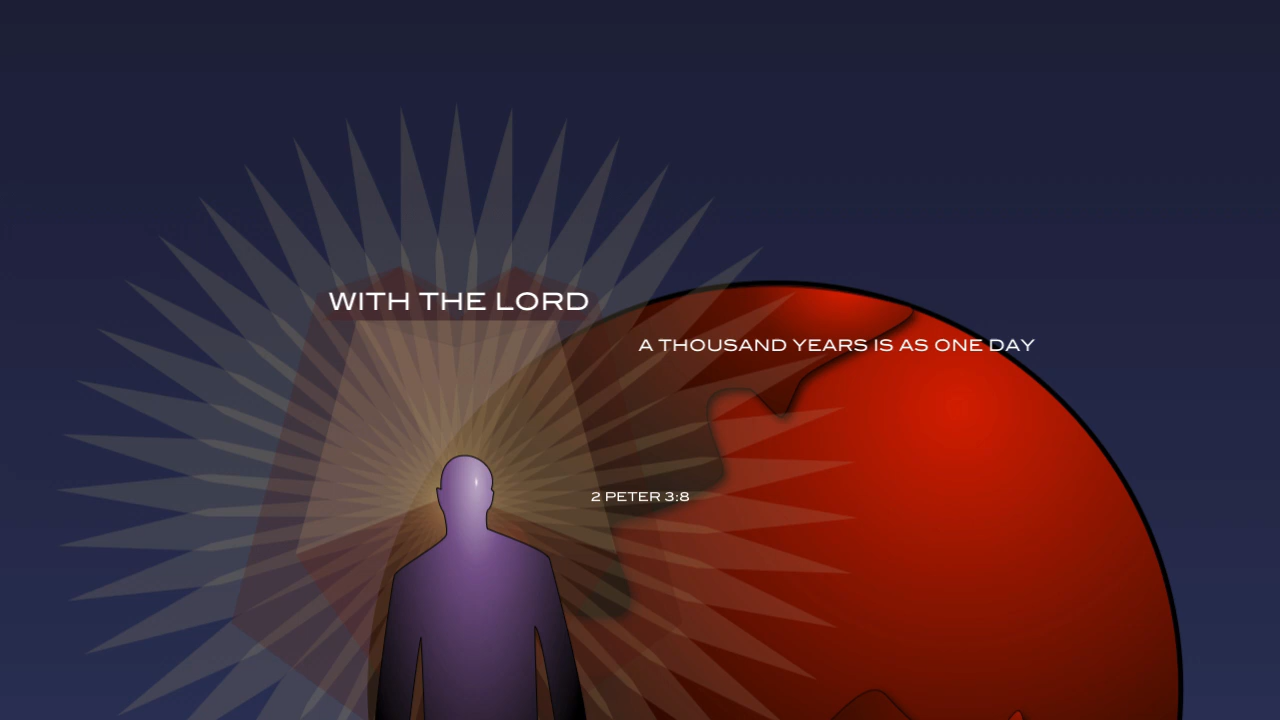 WITH THE LORD
A THOUSAND YEARS IS AS ONE DAY
2 PETER 3:8